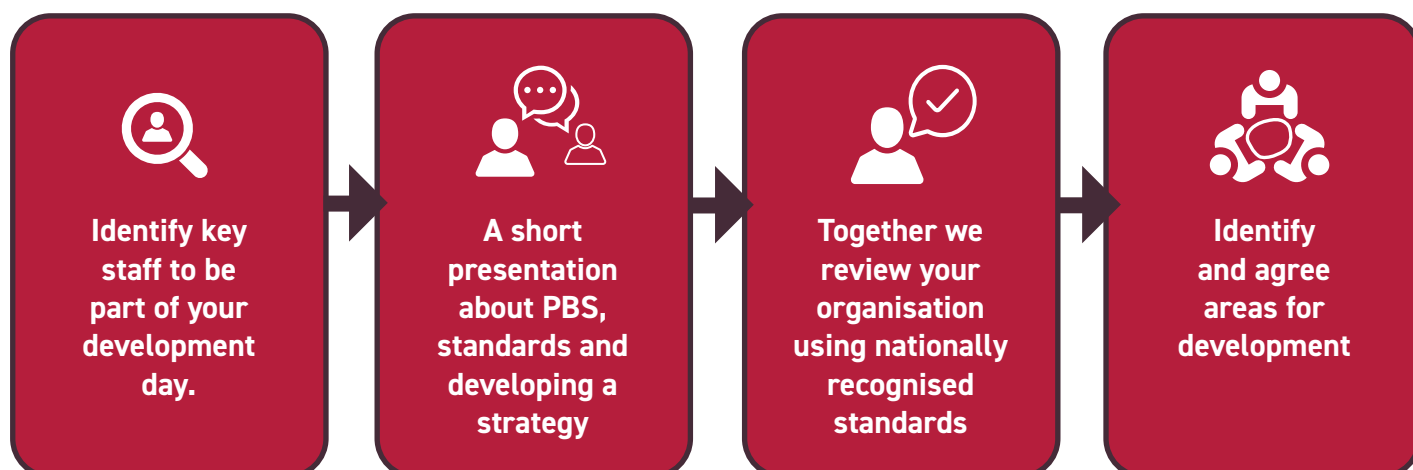 Identify key
staff to be
part of your
development
day.
A short
presentation
about PBS,
standards and
developing a
strategy
Together we
review your
organisation
using nationally
recognised
standards
Identify
and agree
areas for
development